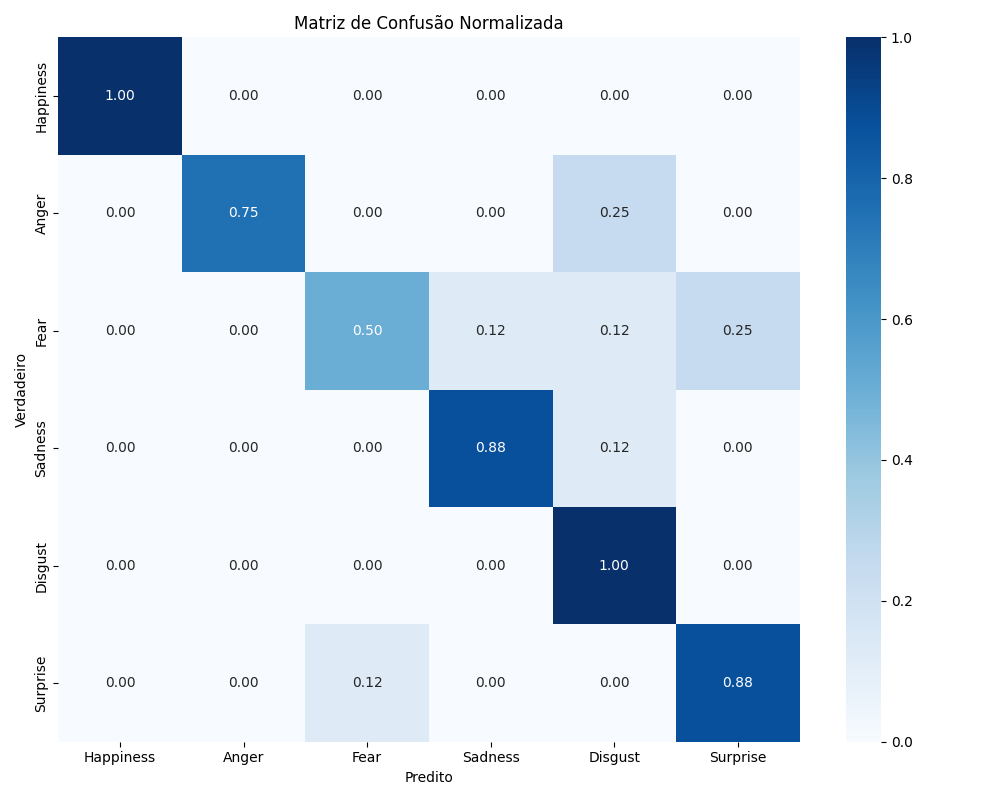 Matriz de Confusão Normalizada
Happiness 1.00 0.00 0.00 0.00 0.00 0.00
Anger 0.00 0.75 0.00 0.00 0.25 0.00
Fear 0.00 0.00 0.50 0.12 0.12 0.25
Sadness 0.00 0.00 0.00 0.88 0.12 0.00
Disgust 0.00 0.00 0.00 0.00 1.00 0.00
Surprise 0.00 0.00 0.12 0.00 0.00 0.88
Verdadeiro
Happiness Anger Fear Sadness Disgust Surprise
Predito
1.0
0.8
0.6
0.4
0.2
0.0